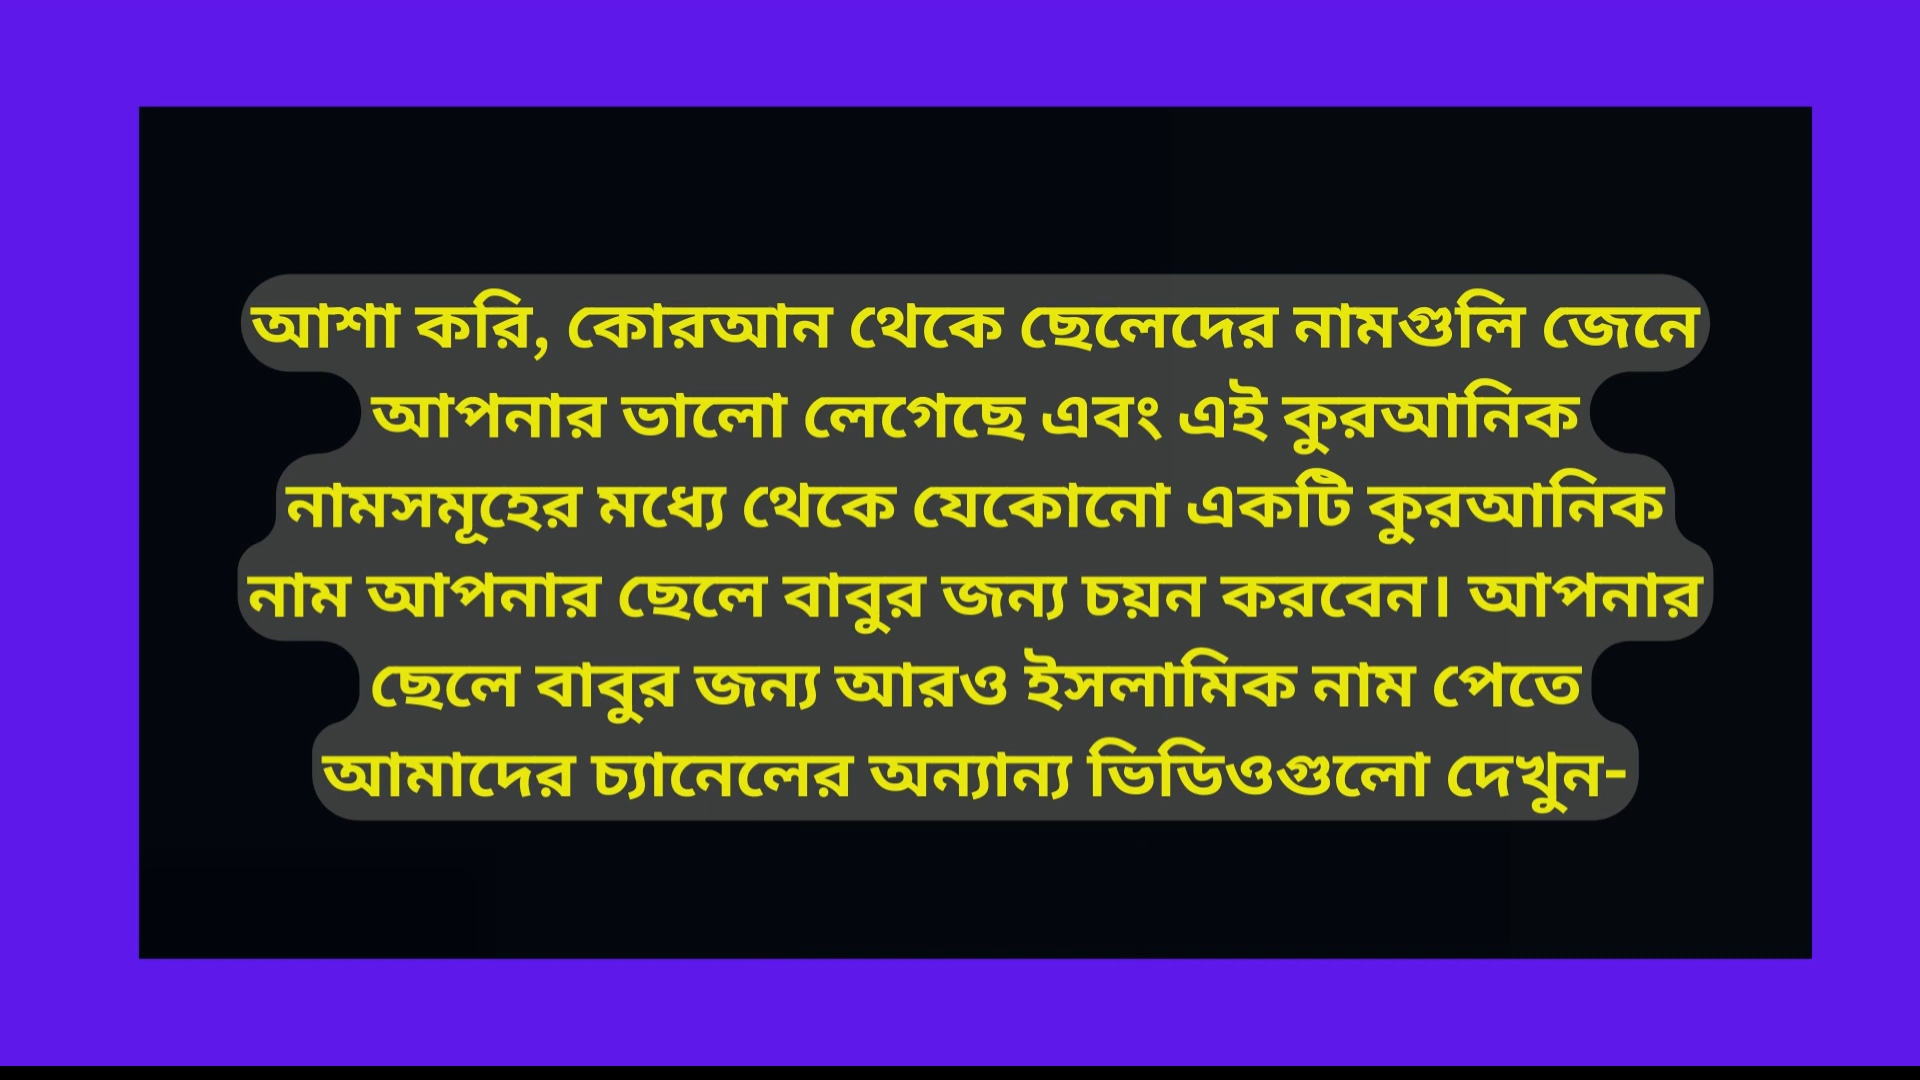 আশা করি, কোরআন থেকে ছেলেদের নামগুলি জেনে
আপনার ভালো লেগেছে এবং এই কুরআনিক
নামসমূহের মধ্যে থেকে যেকোনো একটি কুরআনিক
নাম আপনার ছেলে বাবুর জন্য চয়ন করবেন। আপনার
ছেলে বাবুর জন্য আরও ইসলামিক নাম পেতে
আমাদের চ্যানেলের অন্যান্য ভিডিওগুলো দেখুন-